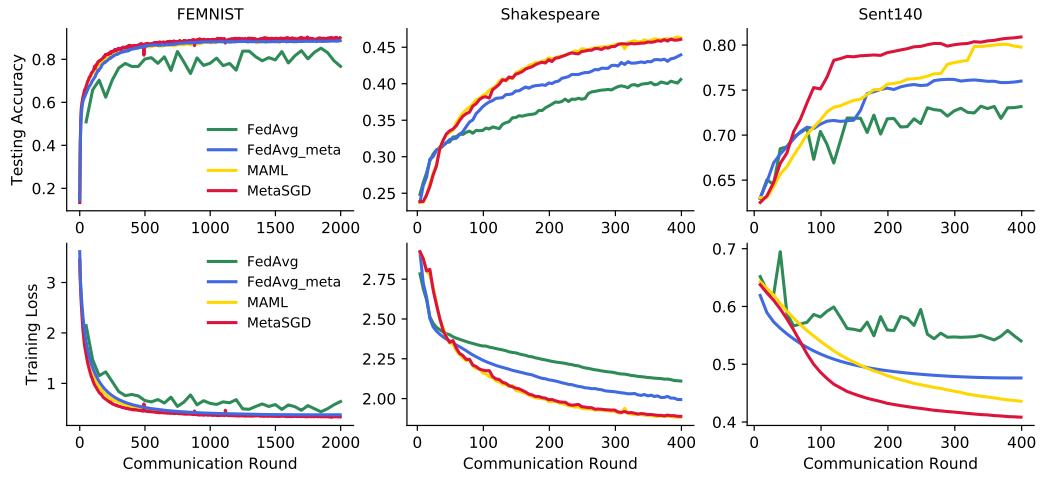 FEMNIST
Shakespeare
Sent140
Testing Accuracy
0.8
0.6
0.4
0.2
FedAvg
FedAvg_meta
MAML
MetaSGD
0 500 1000 1500 2000
0.45
0.40
0.35
0.30
0.25
0 100 200 300 400
0.80
0.75
0.70
0.65
0 100 200 300 400
Training Loss
3
2
1
FedAvg
FedAvg_meta
MAML
MetaSGD
0 500 1000 1500 2000
Communication Round
2.75
2.50
2.25
2.00
0 100 200 300 400
Communication Round
0.7
0.6
0.5
0.4
0 100 200 300 400
Communication Round